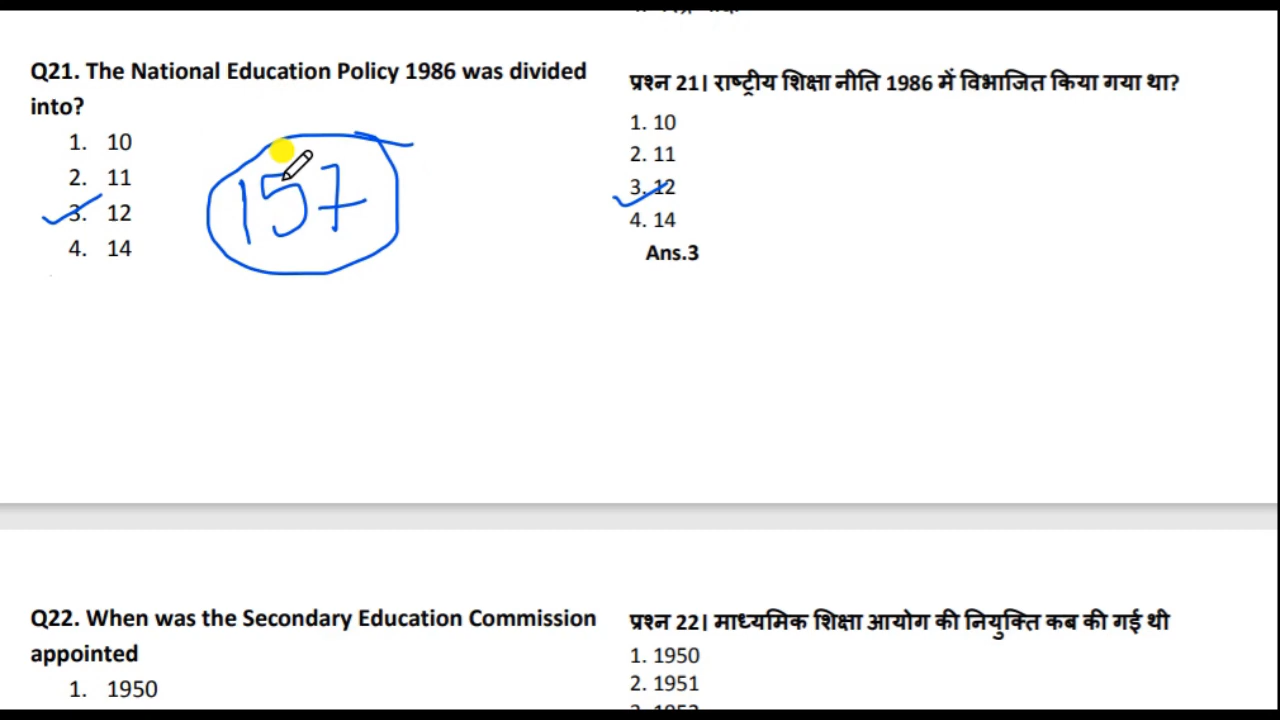 Q21. The National Education Policy 1986 was divided
into?
1. 10
2. 11
3. 12
4. 14
157
प्रश्न 21। राष्ट्रीय शिक्षा नीति 1986 में विभाजित किया गया था?
1. 10
2. 11
3. 12
4. 14
Ans.3
Q22. When was the Secondary Education Commission
appointed
1. 1950
प्रश्न 22। माध्यमिक शिक्षा आयोग की नियुक्ति कब की गई थी
1. 1950
2. 1951